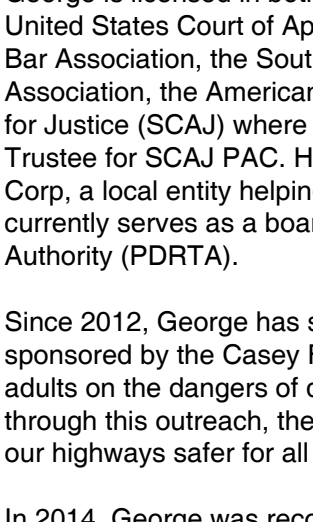 George is licensed in both
United States Court of Ap
Bar Association, the Sout
Association, the American
for Justice (SCAJ) where
Trustee for SCAJ PAC. H
Corp, a local entity helping
currently serves as a boar
Authority (PDRTA).
Since 2012, George has s
sponsored by the Casey F
adults on the dangers of d
through this outreach, the
our highways safer for all
In 2014, George was reco